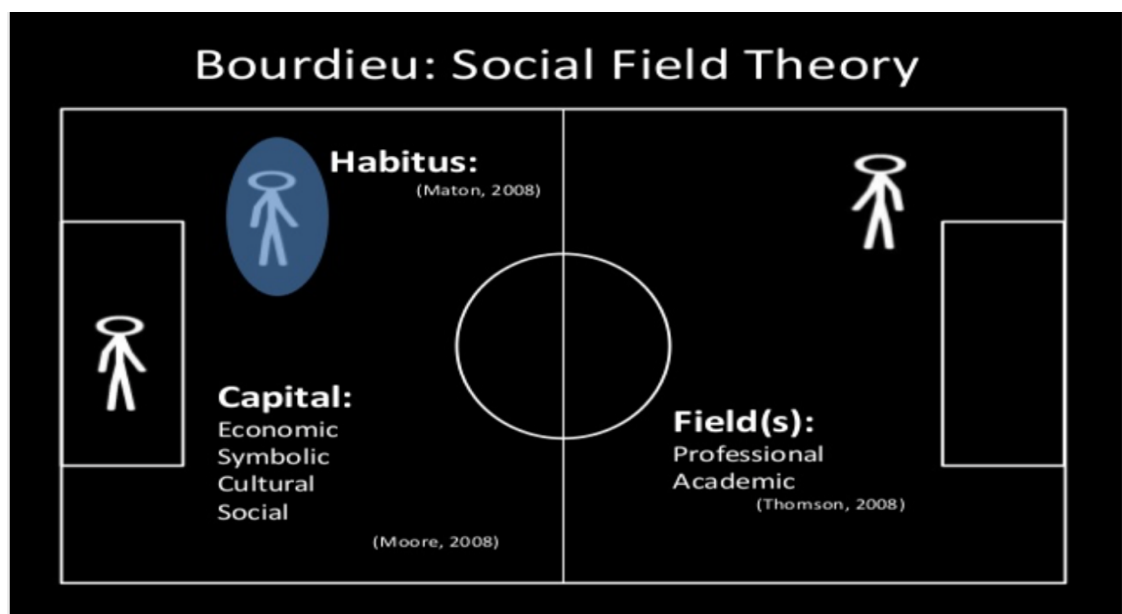 Bourdieu: Social Field Theory
Habitus:
(Maton, 2008)
Capital:
Economic
Symbolic
Cultural
Social
(Moore, 2008)
Field(s):
Professional
Academic
(Thomson, 2008)